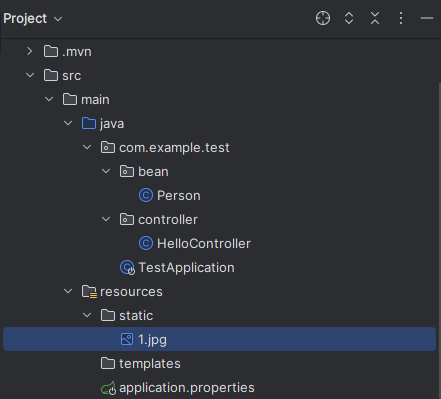 Project
.mvn
src
main
java
com.example.test
bean
Person
controller
HelloController
TestApplication
resources
static
1.jpg
templates
application.properties